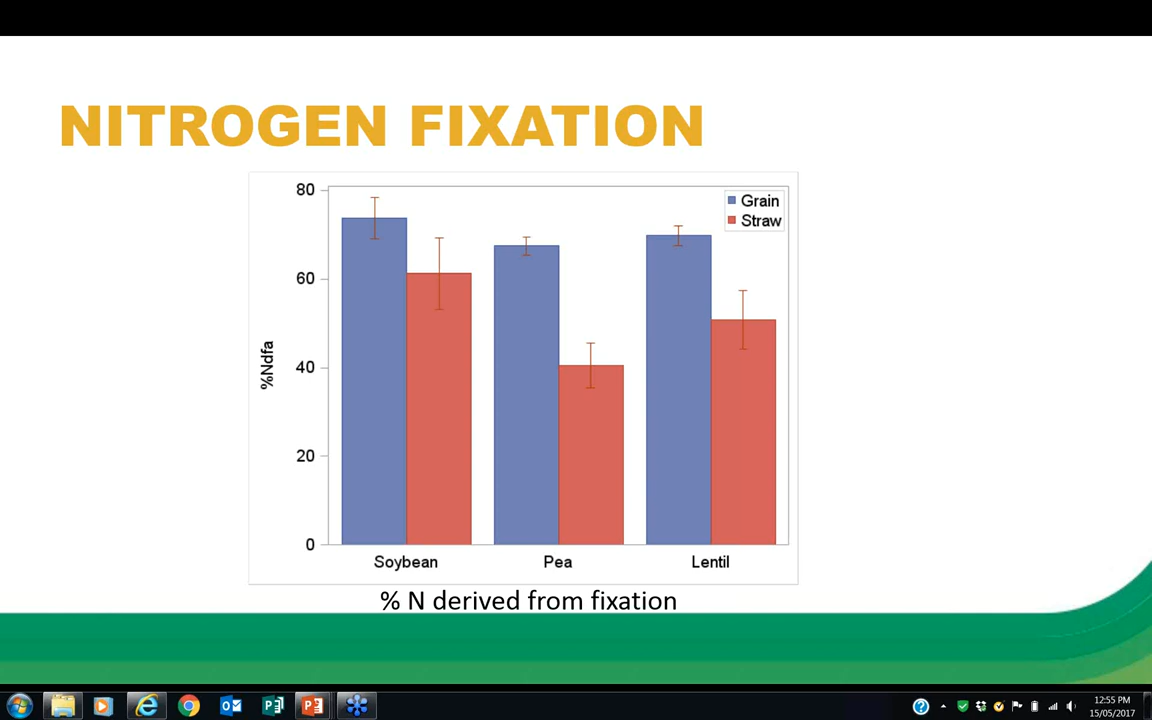 NITROGEN FIXATION
80
60
40
20
0
%Ndfa
Grain
Straw
Soybean
Pea
Lentil
% N derived from fixation
12:55 PM
15/05/2017